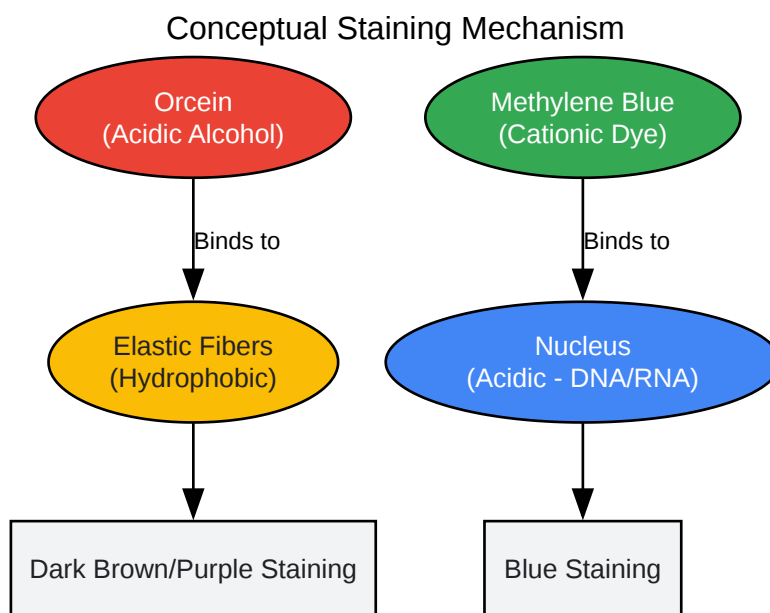 Conceptual Staining Mechanism
Orcein
(Acidic Alcohol)
Methylene Blue
(Cationic Dye)
Binds to
Binds to
Elastic Fibers
(Hydrophobic)
Nucleus
(Acidic - DNA/RNA)
Dark Brown/Purple Staining
Blue Staining